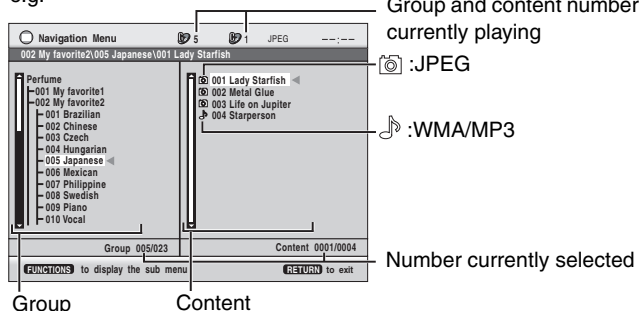 e.g.
Group and content number
currently playing
Navigation Menu 5 1 JPEG --:--
002 My favorite2\005 Japanese\001 Lady Starfish
:JPEG
:WMA/MP3
Perfume
001 My favorite1
002 My favorite2
001 Brazilian
002 Chinese
003 Czech
004 Hungarian
005 Japanese
006 Mexican
007 Philippine
008 Swedish
009 Piano
010 Vocal
001 Lady Starfish
002 Metal Glue
003 Life on Jupiter
004 Starperson
Group 005/023
Content 0001/0004
FUNCTIONS to display the sub menu
RETURN to exit
Number currently selected
Group
Content